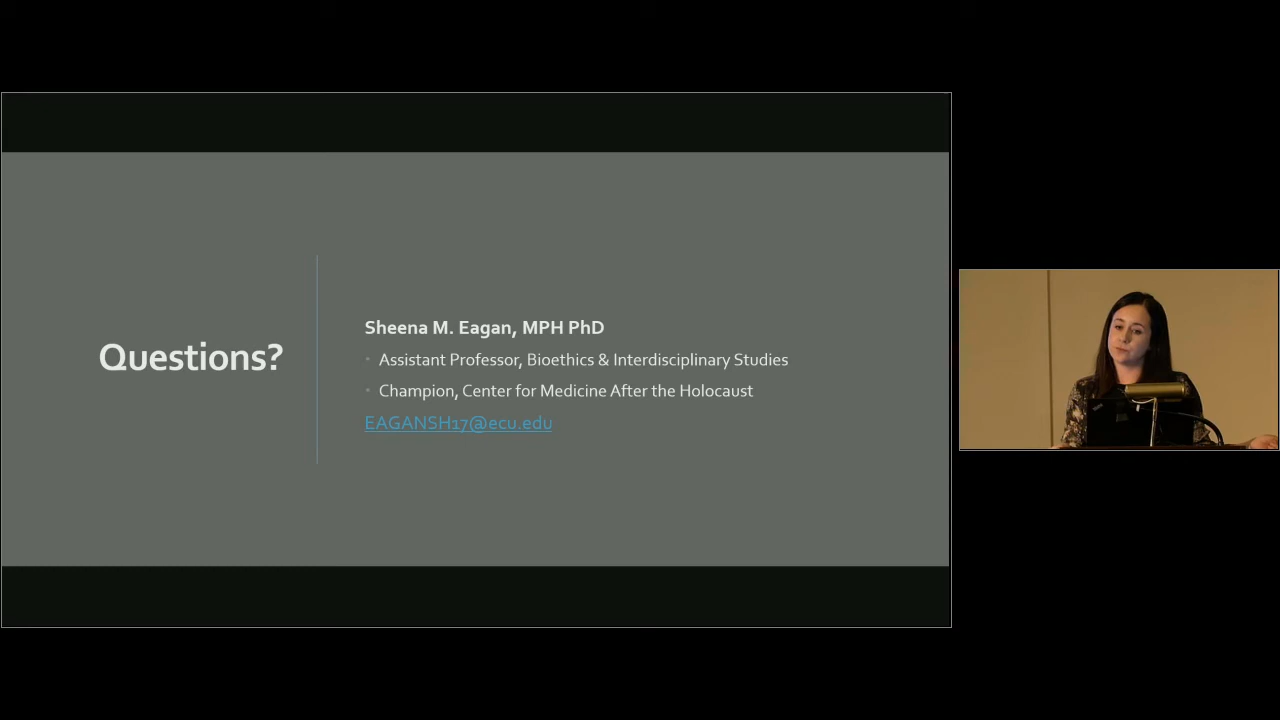 Questions?
Sheena M. Eagan, MPH PhD
Assistant Professor, Bioethics & Interdisciplinary Studies
Champion, Center for Medicine After the Holocaust
EAGANSH17@ecu.edu